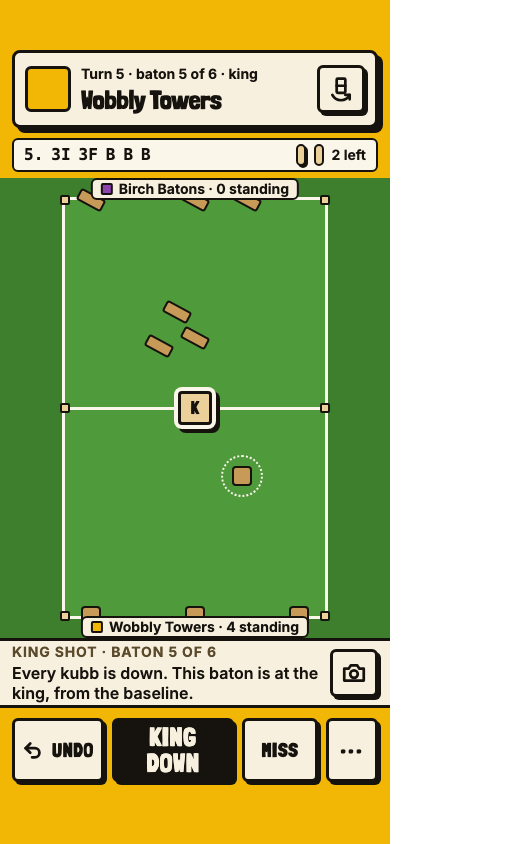 Turn 5 · baton 5 of 6 · king
Wobbly Towers
5. 3I 3F B B B
2 left
Birch Batons · 0 standing
K
Wobbly Towers · 4 standing
KING SHOT · BATON 5 OF 6
Every kubb is down. This baton is at the
king, from the baseline.
UNDO
KING
DOWN
MISS